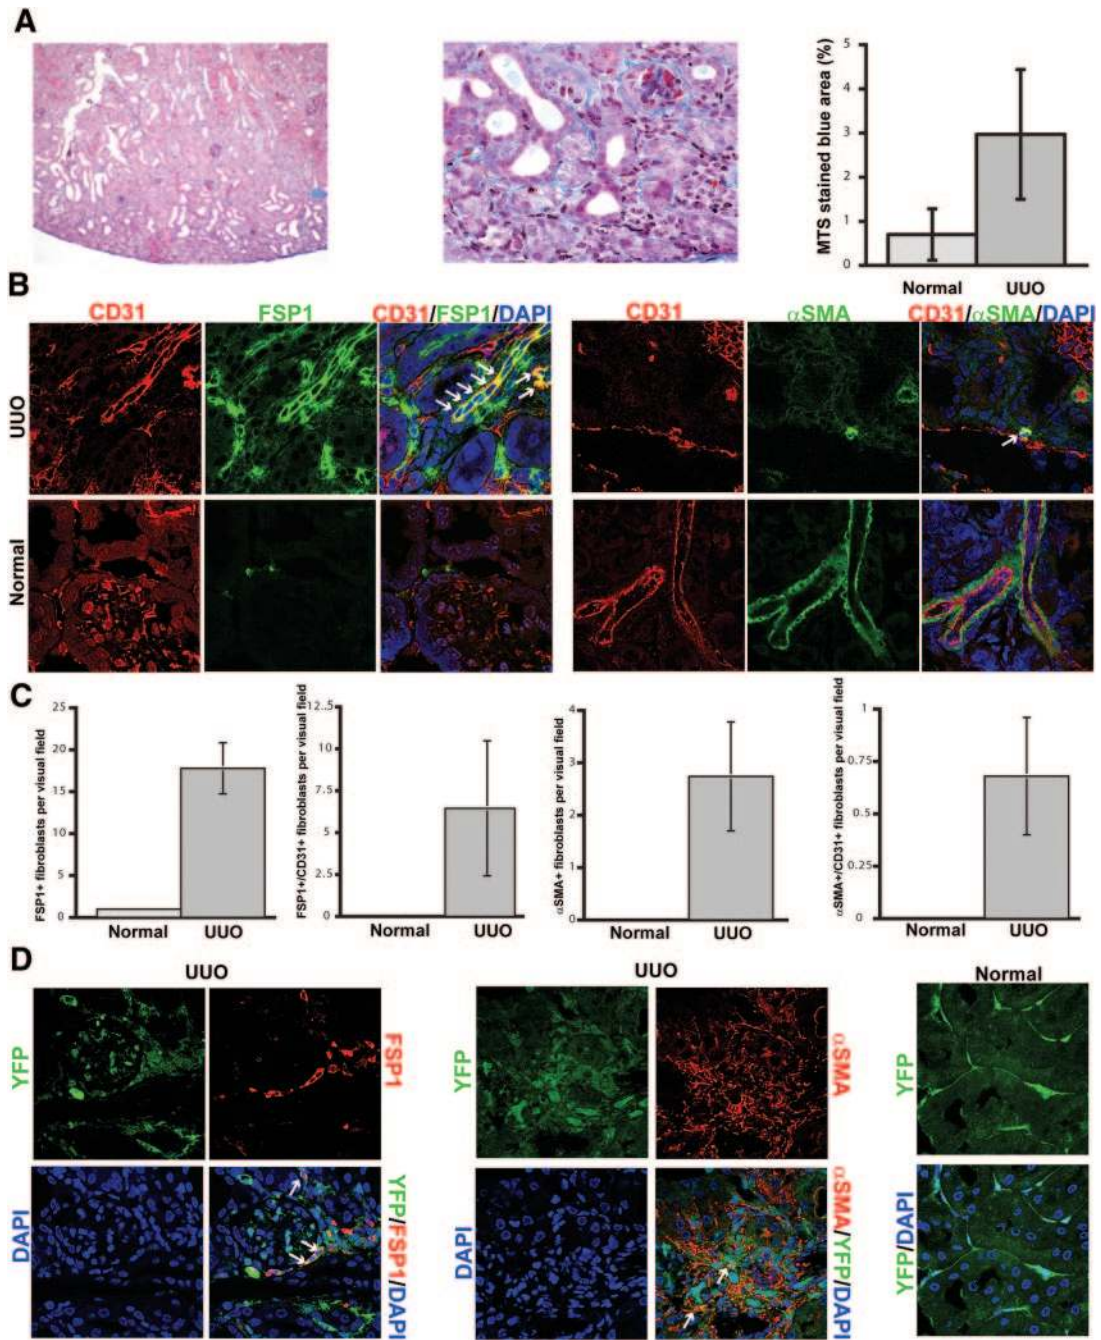 A
MTS stained blue area (%)
5
4
3
2
1
0
Normal
UUO
B
CD31
FSP1
CD31/FSP1/DAPI
CD31
αSMA
CD31/αSMA/DAPI
UUO
Normal
C
FSP1+ fibroblasts per visual field
25
20
15
10
5
0
Normal
UUO
FSP1+/CD31+ fibroblasts per visual field
12.5
10
7.5
5
2.5
0
Normal
UUO
αSMA+ fibroblasts per visual field
4
3
2
1
0
Normal
UUO
αSMA+/CD31+ fibroblasts per visual field
1
0.75
0.5
0.25
0
Normal
UUO
D
UUO
YFP
FSP1
DAPI
YFP/FSP1/DAPI
UUO
YFP
αSMA
DAPI
αSMA/YFP/DAPI
Normal
YFP
YFP/DAPI